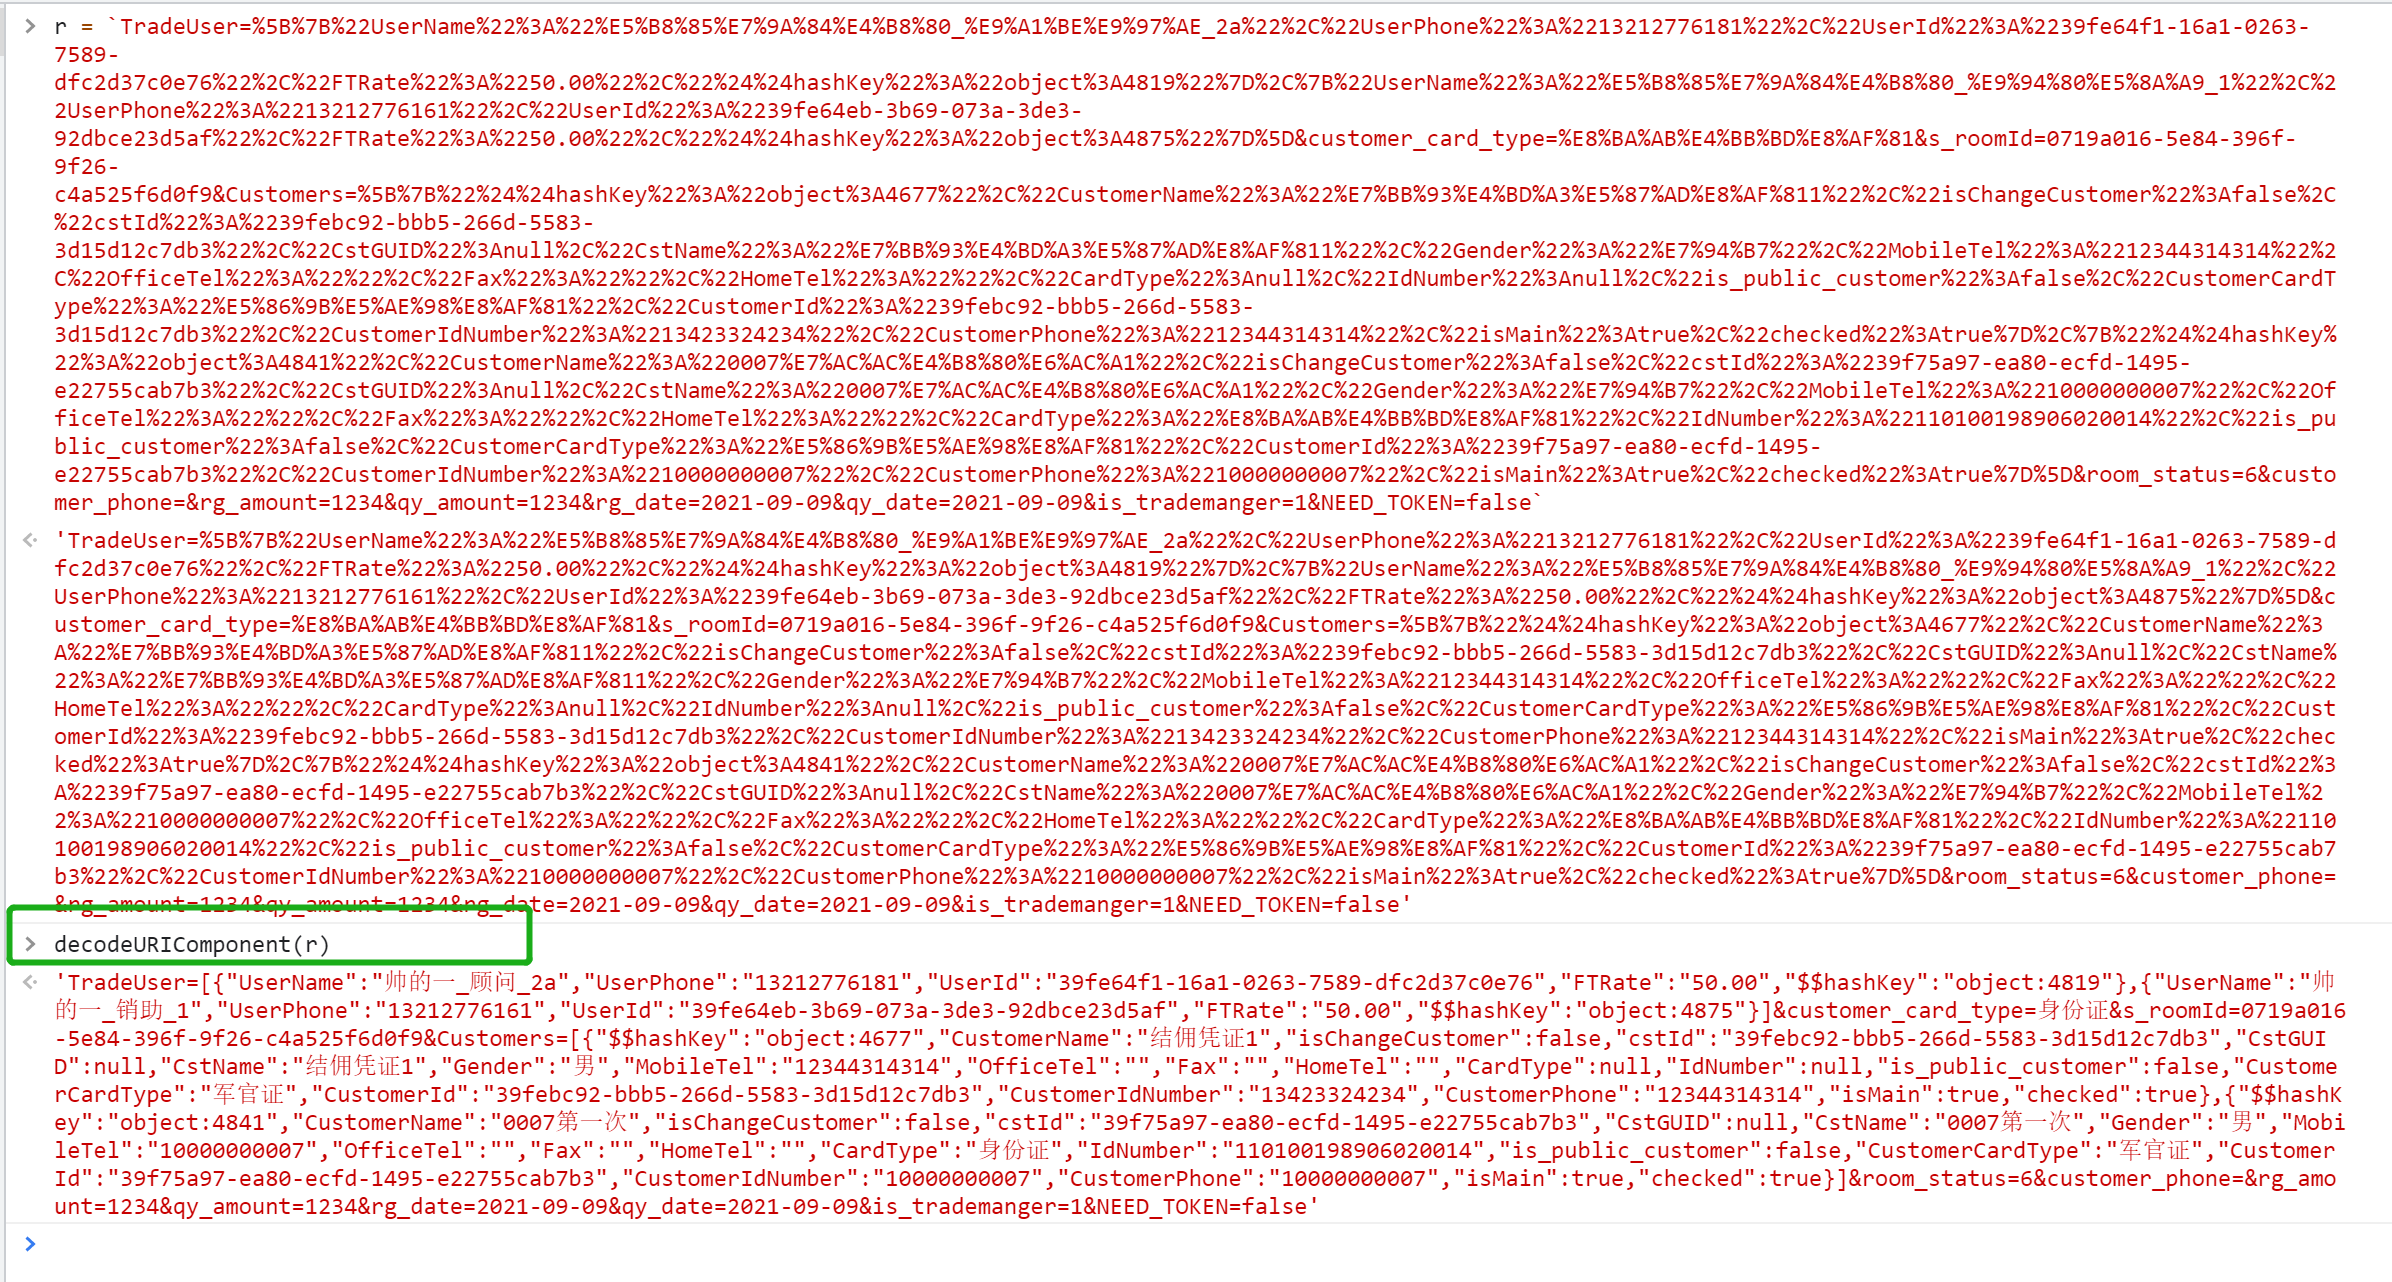 r = `TradeUser=%5B%7B%22UserName%22%3A%22%E5%B8%85%E7%9A%84%E4%B8%80_%E9%A1%BE%E9%97%AE_2a%22%2C%22UserPhone%22%3A%2213212776181%22%2C%22UserId%22%3A%2239fe64f1-16a1-0263-
7589-
dfc2d37c0e76%22%2C%22FTRate%22%3A%2250.00%22%2C%22%24%24hashKey%22%3A%22object%3A4819%22%7D%2C%7B%22UserName%22%3A%22%E5%B8%85%E7%9A%84%E4%B8%80_%E9%94%80%E5%8A%A9_1%22%2C%2
2UserPhone%22%3A%2213212776161%22%2C%22UserId%22%3A%2239fe64eb-3b69-073a-3de3-
92dbce23d5af%22%2C%22FTRate%22%3A%2250.00%22%2C%22%24%24hashKey%22%3A%22object%3A4875%22%7D%5D&customer_card_type=%E8%BA%AB%E4%BB%BD%E8%AF%81&s_roomId=0719a016-5e84-396f-
9f26-
c4a525f6d0f9&Customers=%5B%7B%22%24%24hashKey%22%3A%22object%3A4677%22%2C%22CustomerName%22%3A%22%E7%BB%93%E4%BD%A3%E5%87%AD%E8%AF%811%22%2C%22isChangeCustomer%22%3Afalse%2C
%22cstId%22%3A%2239febc92-bbb5-266d-5583-
3d15d12c7db3%22%2C%22CstGUID%22%3Anull%2C%22CstName%22%3A%22%E7%BB%93%E4%BD%A3%E5%87%AD%E8%AF%811%22%2C%22Gender%22%3A%22%E7%94%B7%22%2C%22MobileTel%22%3A%2212344314314%22%2
C%22OfficeTel%22%3A%22%22%2C%22Fax%22%3A%22%22%2C%22HomeTel%22%3A%22%22%2C%22CardType%22%3Anull%2C%22IdNumber%22%3Anull%2C%22is_public_customer%22%3Afalse%2C%22CustomerCardT
ype%22%3A%22%E5%86%9B%E5%AE%98%E8%AF%81%22%2C%22CustomerId%22%3A%2239febc92-bbb5-266d-5583-
3d15d12c7db3%22%2C%22CustomerIdNumber%22%3A%2213423324234%22%2C%22CustomerPhone%22%3A%2212344314314%22%2C%22isMain%22%3Atrue%2C%22checked%22%3Atrue%7D%2C%7B%22%24%24hashKey%
22%3A%22object%3A4841%22%2C%22CustomerName%22%3A%220007%E7%AC%AC%E4%B8%80%E6%AC%A1%22%2C%22isChangeCustomer%22%3Afalse%2C%22cstId%22%3A%2239f75a97-ea80-ecfd-1495-
e22755cab7b3%22%2C%22CstGUID%22%3Anull%2C%22CstName%22%3A%220007%E7%AC%AC%E4%B8%80%E6%AC%A1%22%2C%22Gender%22%3A%22%E7%94%B7%22%2C%22MobileTel%22%3A%2210000000007%22%2C%22Of
ficeTel%22%3A%22%22%2C%22Fax%22%3A%22%22%2C%22HomeTel%22%3A%22%22%2C%22CardType%22%3A%22%E8%BA%AB%E4%BB%BD%E8%AF%81%22%2C%22IdNumber%22%3A%22110100198906020014%22%2C%22is_pu
blic_customer%22%3Afalse%2C%22CustomerCardType%22%3A%22%E5%86%9B%E5%AE%98%E8%AF%81%22%2C%22CustomerId%22%3A%2239f75a97-ea80-ecfd-1495-
e22755cab7b3%22%2C%22CustomerIdNumber%22%3A%2210000000007%22%2C%22CustomerPhone%22%3A%2210000000007%22%2C%22isMain%22%3Atrue%2C%22checked%22%3Atrue%7D%5D&room_status=6&custo
mer_phone=&rg_amount=1234&qy_amount=1234&rg_date=2021-09-09&qy_date=2021-09-09&is_trademanger=1&NEED_TOKEN=false`
'TradeUser=%5B%7B%22UserName%22%3A%22%E5%B8%85%E7%9A%84%E4%B8%80_%E9%A1%BE%E9%97%AE_2a%22%2C%22UserPhone%22%3A%2213212776181%22%2C%22UserId%22%3A%2239fe64f1-16a1-0263-7589-d
fc2d37c0e76%22%2C%22FTRate%22%3A%2250.00%22%2C%22%24%24hashKey%22%3A%22object%3A4819%22%7D%2C%7B%22UserName%22%3A%22%E5%B8%85%E7%9A%84%E4%B8%80_%E9%94%80%E5%8A%A9_1%22%2C%22
UserPhone%22%3A%2213212776161%22%2C%22UserId%22%3A%2239fe64eb-3b69-073a-3de3-92dbce23d5af%22%2C%22FTRate%22%3A%2250.00%22%2C%22%24%24hashKey%22%3A%22object%3A4875%22%7D%5D&c
ustomer_card_type=%E8%BA%AB%E4%BB%BD%E8%AF%81&s_roomId=0719a016-5e84-396f-9f26-c4a525f6d0f9&Customers=%5B%7B%22%24%24hashKey%22%3A%22object%3A4677%22%2C%22CustomerName%22%3
A%22%E7%BB%93%E4%BD%A3%E5%87%AD%E8%AF%811%22%2C%22isChangeCustomer%22%3Afalse%2C%22cstId%22%3A%2239febc92-bbb5-266d-5583-3d15d12c7db3%22%2C%22CstGUID%22%3Anull%2C%22CstName%
22%3A%22%E7%BB%93%E4%BD%A3%E5%87%AD%E8%AF%811%22%2C%22Gender%22%3A%22%E7%94%B7%22%2C%22MobileTel%22%3A%2212344314314%22%2C%22OfficeTel%22%3A%22%22%2C%22Fax%22%3A%22%22%2C%22
HomeTel%22%3A%22%22%2C%22CardType%22%3Anull%2C%22IdNumber%22%3Anull%2C%22is_public_customer%22%3Afalse%2C%22CustomerCardType%22%3A%22%E5%86%9B%E5%AE%98%E8%AF%81%22%2C%22Cust
omerId%22%3A%2239febc92-bbb5-266d-5583-3d15d12c7db3%22%2C%22CustomerIdNumber%22%3A%2213423324234%22%2C%22CustomerPhone%22%3A%2212344314314%22%2C%22isMain%22%3Atrue%2C%22chec
ked%22%3Atrue%7D%2C%7B%22%24%24hashKey%22%3A%22object%3A4841%22%2C%22CustomerName%22%3A%220007%E7%AC%AC%E4%B8%80%E6%AC%A1%22%2C%22isChangeCustomer%22%3Afalse%2C%22cstId%22%3
A%2239f75a97-ea80-ecfd-1495-e22755cab7b3%22%2C%22CstGUID%22%3Anull%2C%22CstName%22%3A%220007%E7%AC%AC%E4%B8%80%E6%AC%A1%22%2C%22Gender%22%3A%22%E7%94%B7%22%2C%22MobileTel%2
2%3A%2210000000007%22%2C%22OfficeTel%22%3A%22%22%2C%22Fax%22%3A%22%22%2C%22HomeTel%22%3A%22%22%2C%22CardType%22%3A%22%E8%BA%AB%E4%BB%BD%E8%AF%81%22%2C%22IdNumber%22%3A%22110
100198906020014%22%2C%22is_public_customer%22%3Afalse%2C%22CustomerCardType%22%3A%22%E5%86%9B%E5%AE%98%E8%AF%81%22%2C%22CustomerId%22%3A%2239f75a97-ea80-ecfd-1495-e22755cab7
b3%22%2C%22CustomerIdNumber%22%3A%2210000000007%22%2C%22CustomerPhone%22%3A%2210000000007%22%2C%22isMain%22%3Atrue%2C%22checked%22%3Atrue%7D%5D&room_status=6&customer_phone=
&rg_amount=1234&qy_amount=1234&rg_date=2021-09-09&qy_date=2021-09-09&is_trademanger=1&NEED_TOKEN=false'
decodeURIComponent(r)
'TradeUser=[{"UserName":"帅的一_顾问_2a","UserPhone":"13212776181","UserId":"39fe64f1-16a1-0263-7589-dfc2d37c0e76","FTRate":"50.00","$$hashKey":"object:4819"},{"UserName":"帅
的一_销助_1","UserPhone":"13212776161","UserId":"39fe64eb-3b69-073a-3de3-92dbce23d5af","FTRate":"50.00","$$hashKey":"object:4875"}]&customer_card_type=身份证&s_roomId=0719a016
-5e84-396f-9f26-c4a525f6d0f9&Customers=[{"$$hashKey":"object:4677","CustomerName":"结佣凭证1","isChangeCustomer":false,"cstId":"39febc92-bbb5-266d-5583-3d15d12c7db3","CstGUI
D":null,"CstName":"结佣凭证1","Gender":"男","MobileTel":"12344314314","OfficeTel":"","Fax":"","HomeTel":"","CardType":null,"IdNumber":null,"is_public_customer":false,"Custom
erCardType":"军官证","CustomerId":"39febc92-bbb5-266d-5583-3d15d12c7db3","CustomerIdNumber":"13423324234","CustomerPhone":"12344314314","isMain":true,"checked":true},{"$$hashK
ey":"object:4841","CustomerName":"0007第一次","isChangeCustomer":false,"cstId":"39f75a97-ea80-ecfd-1495-e22755cab7b3","CstGUID":null,"CstName":"0007第一次","Gender":"男","Mobi
leTel":"10000000007","OfficeTel":"","Fax":"","HomeTel":"","CardType":"身份证","IdNumber":"110100198906020014","is_public_customer":false,"CustomerCardType":"军官证","Customer
Id":"39f75a97-ea80-ecfd-1495-e22755cab7b3","CustomerIdNumber":"10000000007","CustomerPhone":"10000000007","isMain":true,"checked":true}]&room_status=6&customer_phone=&rg_amo
unt=1234&qy_amount=1234&rg_date=2021-09-09&qy_date=2021-09-09&is_trademanger=1&NEED_TOKEN=false'